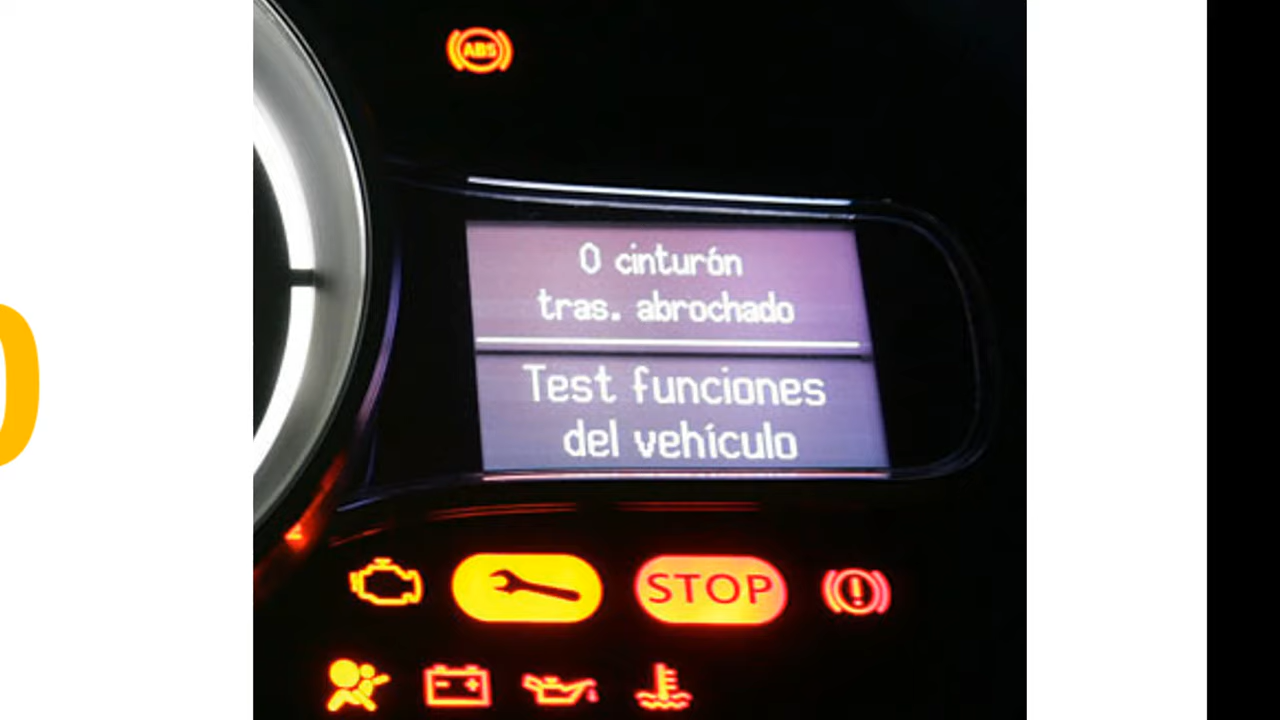 ABS
0 cinturón
tras. abrochado
Test funciones
del vehículo
STOP